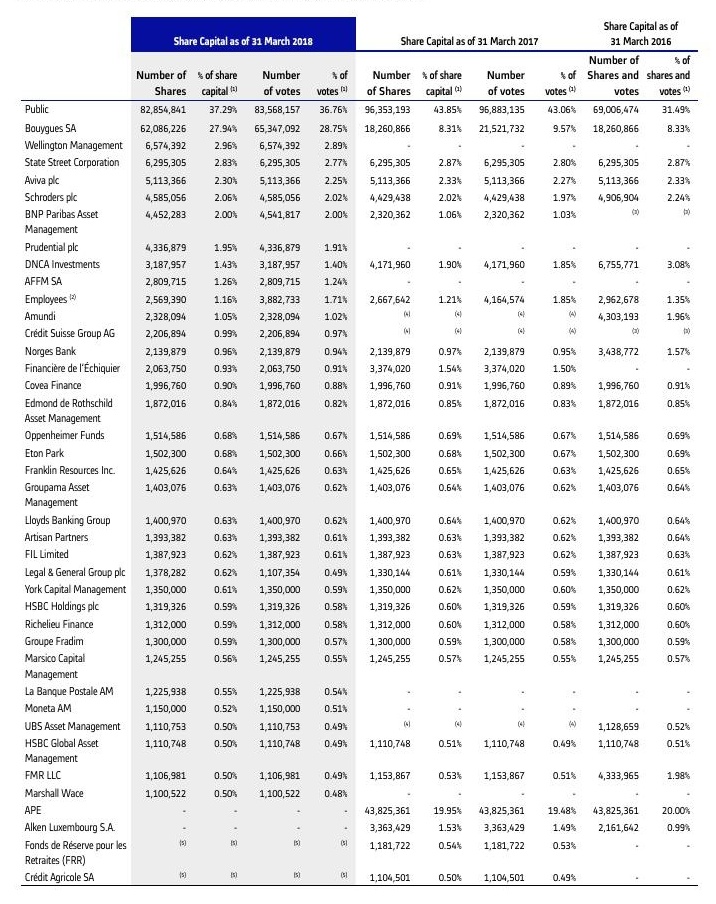 Share Capital as of
Share Capital as of 31 March 2018 Share Capital as of 31 March 2017 31 March 2016
Number of Shares % of share capital (1) Number of votes % of votes (1) Number of Shares % of share capital (1) Number of votes % of votes (1) Number of Shares and votes % of shares and votes (1)
Public 82,854,841 37.29% 83,568,157 36.76% 96,353,193 43.85% 96,883,135 43.06% 69,006,474 31.49%
Bouygues SA 62,086,226 27.94% 65,347,092 28.75% 18,260,866 8.31% 21,521,732 9.57% 18,260,866 8.33%
Wellington Management 6,574,392 2.96% 6,574,392 2.89% - - - - - -
State Street Corporation 6,295,305 2.83% 6,295,305 2.77% 6,295,305 2.87% 6,295,305 2.80% 6,295,305 2.87%
Aviva plc 5,113,366 2.30% 5,113,366 2.25% 5,113,366 2.33% 5,113,366 2.27% 5,113,366 2.33%
Schroders plc 4,585,056 2.06% 4,585,056 2.02% 4,429,438 2.02% 4,429,438 1.97% 4,906,904 2.24%
BNP Paribas Asset 4,452,283 2.00% 4,541,817 2.00% 2,320,362 1.06% 2,320,362 1.03% (3) (3)
Management
Prudential plc 4,336,879 1.95% 4,336,879 1.91% - - - - - -
DNCA Investments 3,187,957 1.43% 3,187,957 1.40% 4,171,960 1.90% 4,171,960 1.85% 6,755,771 3.08%
AFFM SA 2,809,715 1.26% 2,809,715 1.24% - - - - - -
Employees (2) 2,569,390 1.16% 3,882,733 1.71% 2,667,642 1.21% 4,164,574 1.85% 2,962,678 1.35%
Amundi 2,328,094 1.05% 2,328,094 1.02% (4) (4) (4) (4) 4,303,193 1.96%
Crédit Suisse Group AG 2,206,894 0.99% 2,206,894 0.97% (4) (4) (4) (4) (3) (3)
Norges Bank 2,139,879 0.96% 2,139,879 0.94% 2,139,879 0.97% 2,139,879 0.95% 3,438,772 1.57%
Financière de l'Échiquier 2,063,750 0.93% 2,063,750 0.91% 3,374,020 1.54% 3,374,020 1.50% - -
Covea Finance 1,996,760 0.90% 1,996,760 0.88% 1,996,760 0.91% 1,996,760 0.89% 1,996,760 0.91%
Edmond de Rothschild 1,872,016 0.84% 1,872,016 0.82% 1,872,016 0.85% 1,872,016 0.83% 1,872,016 0.85%
Asset Management
Oppenheimer Funds 1,514,586 0.68% 1,514,586 0.67% 1,514,586 0.69% 1,514,586 0.67% 1,514,586 0.69%
Eton Park 1,502,300 0.68% 1,502,300 0.66% 1,502,300 0.68% 1,502,300 0.67% 1,502,300 0.69%
Franklin Resources Inc. 1,425,626 0.64% 1,425,626 0.63% 1,425,626 0.65% 1,425,626 0.63% 1,425,626 0.65%
Groupama Asset 1,403,076 0.63% 1,403,076 0.62% 1,403,076 0.64% 1,403,076 0.62% 1,403,076 0.64%
Management
Lloyds Banking Group 1,400,970 0.63% 1,400,970 0.62% 1,400,970 0.64% 1,400,970 0.62% 1,400,970 0.64%
Artisan Partners 1,393,382 0.63% 1,393,382 0.61% 1,393,382 0.63% 1,393,382 0.62% 1,393,382 0.64%
FIL Limited 1,387,923 0.62% 1,387,923 0.61% 1,387,923 0.63% 1,387,923 0.62% 1,387,923 0.63%
Legal & General Group plc 1,378,282 0.62% 1,107,354 0.49% 1,330,144 0.61% 1,330,144 0.59% 1,330,144 0.61%
York Capital Management 1,350,000 0.61% 1,350,000 0.59% 1,350,000 0.62% 1,350,000 0.60% 1,350,000 0.62%
HSBC Holdings plc 1,319,326 0.59% 1,319,326 0.58% 1,319,326 0.60% 1,319,326 0.59% 1,319,326 0.60%
Richelieu Finance 1,312,000 0.59% 1,312,000 0.58% 1,312,000 0.60% 1,312,000 0.58% 1,312,000 0.60%
Groupe Fradim 1,300,000 0.59% 1,300,000 0.57% 1,300,000 0.59% 1,300,000 0.58% 1,300,000 0.59%
Marsico Capital 1,245,255 0.56% 1,245,255 0.55% 1,245,255 0.57% 1,245,255 0.55% 1,245,255 0.57%
Management
La Banque Postale AM 1,225,938 0.55% 1,225,938 0.54% - - - - - -
Moneta AM 1,150,000 0.52% 1,150,000 0.51% - - - - - -
UBS Asset Management 1,110,753 0.50% 1,110,753 0.49% (4) (4) (4) (4) 1,128,659 0.52%
HSBC Global Asset 1,110,748 0.50% 1,110,748 0.49% 1,110,748 0.51% 1,110,748 0.49% 1,110,748 0.51%
Management
FMR LLC 1,106,981 0.50% 1,106,981 0.49% 1,153,867 0.53% 1,153,867 0.51% 4,333,965 1.98%
Marshall Wace 1,100,522 0.50% 1,100,522 0.48% - - - - - -
APE - - - - 43,825,361 19.95% 43,825,361 19.48% 43,825,361 20.00%
Alken Luxembourg S.A. - - - - 3,363,429 1.53% 3,363,429 1.49% 2,161,642 0.99%
Fonds de Réserve pour les (5) (5) (5) (5) 1,181,722 0.54% 1,181,722 0.53% - -
Retraites (FRR)
Crédit Agricole SA (5) (5) (5) (5) 1,104,501 0.50% 1,104,501 0.49% - -